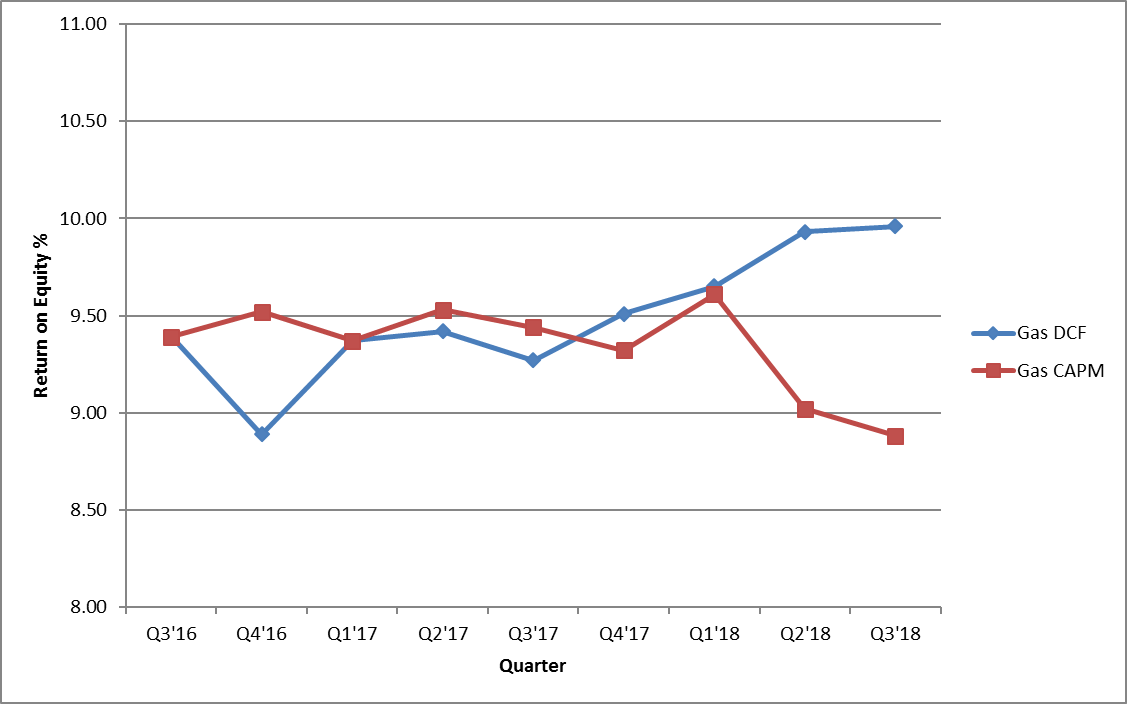 11.00
10.50
10.00
9.50
9.00
8.50
8.00
Return on Equity %
Q3'16 Q4'16 Q1'17 Q2'17 Q3'17 Q4'17 Q1'18 Q2'18 Q3'18
Quarter
Gas DCF
Gas CAPM